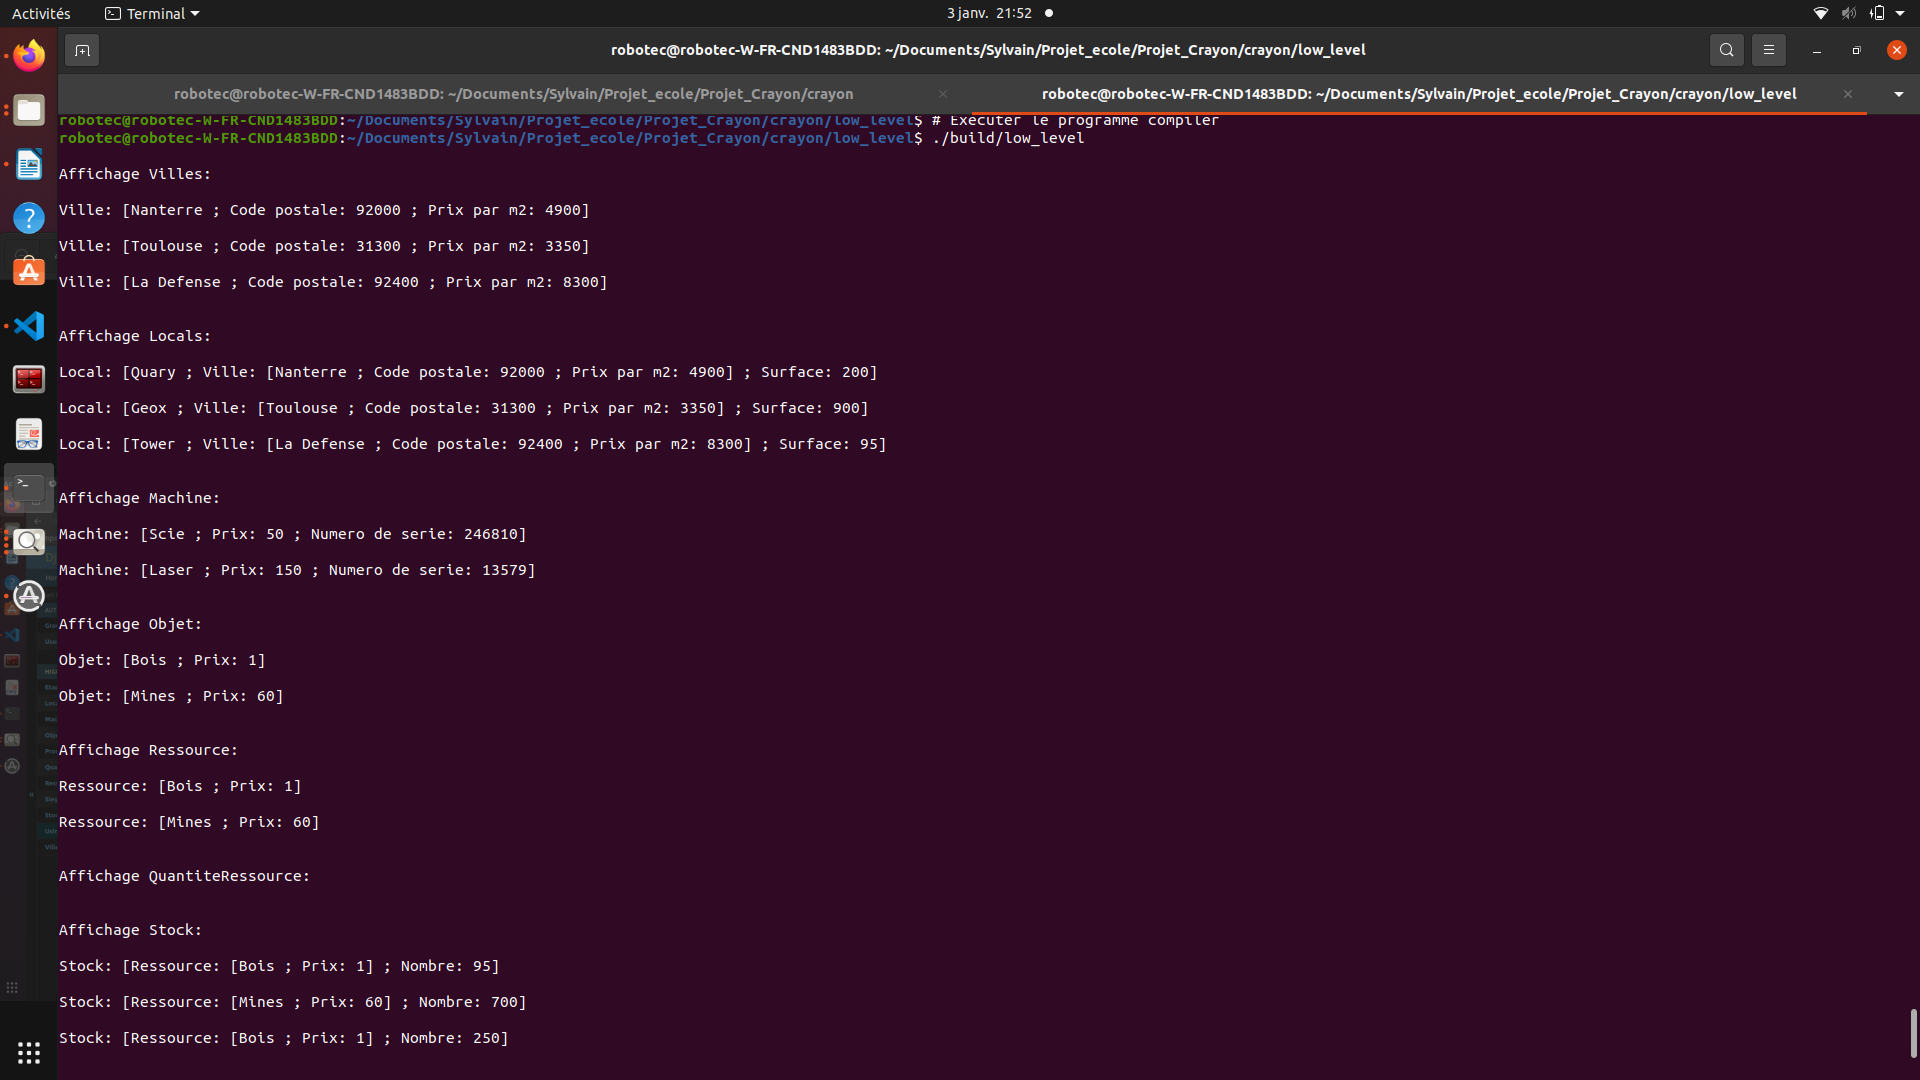 Activités
Terminal
3 janv. 21:52
robotec@robotec-W-FR-CND1483BDD: ~/Documents/Sylvain/Projet_ecole/Projet_Crayon/crayon/low_level
robotec@robotec-W-FR-CND1483BDD: ~/Documents/Sylvain/Projet_ecole/Projet_Crayon/crayon
robotec@robotec-W-FR-CND1483BDD: ~/Documents/Sylvain/Projet_ecole/Projet_Crayon/crayon/low_level
robotec@robotec-W-FR-CND1483BDD:~/Documents/Sylvain/Projet_ecole/Projet_Crayon/crayon/low_level$ # Executer le programme compiler
robotec@robotec-W-FR-CND1483BDD:~/Documents/Sylvain/Projet_ecole/Projet_Crayon/crayon/low_level$ ./build/low_level
Affichage Villes:
Ville: [Nanterre ; Code postale: 92000 ; Prix par m2: 4900]
Ville: [Toulouse ; Code postale: 31300 ; Prix par m2: 3350]
Ville: [La Defense ; Code postale: 92400 ; Prix par m2: 8300]
Affichage Locals:
Local: [Quary ; Ville: [Nanterre ; Code postale: 92000 ; Prix par m2: 4900] ; Surface: 200]
Local: [Geox ; Ville: [Toulouse ; Code postale: 31300 ; Prix par m2: 3350] ; Surface: 900]
Local: [Tower ; Ville: [La Defense ; Code postale: 92400 ; Prix par m2: 8300] ; Surface: 95]
Affichage Machine:
Machine: [Scie ; Prix: 50 ; Numero de serie: 246810]
Machine: [Laser ; Prix: 150 ; Numero de serie: 13579]
Affichage Objet:
Objet: [Bois ; Prix: 1]
Objet: [Mines ; Prix: 60]
Affichage Ressource:
Ressource: [Bois ; Prix: 1]
Ressource: [Mines ; Prix: 60]
Affichage QuantiteRessource:
Affichage Stock:
Stock: [Ressource: [Bois ; Prix: 1] ; Nombre: 95]
Stock: [Ressource: [Mines ; Prix: 60] ; Nombre: 700]
Stock: [Ressource: [Bois ; Prix: 1] ; Nombre: 250]